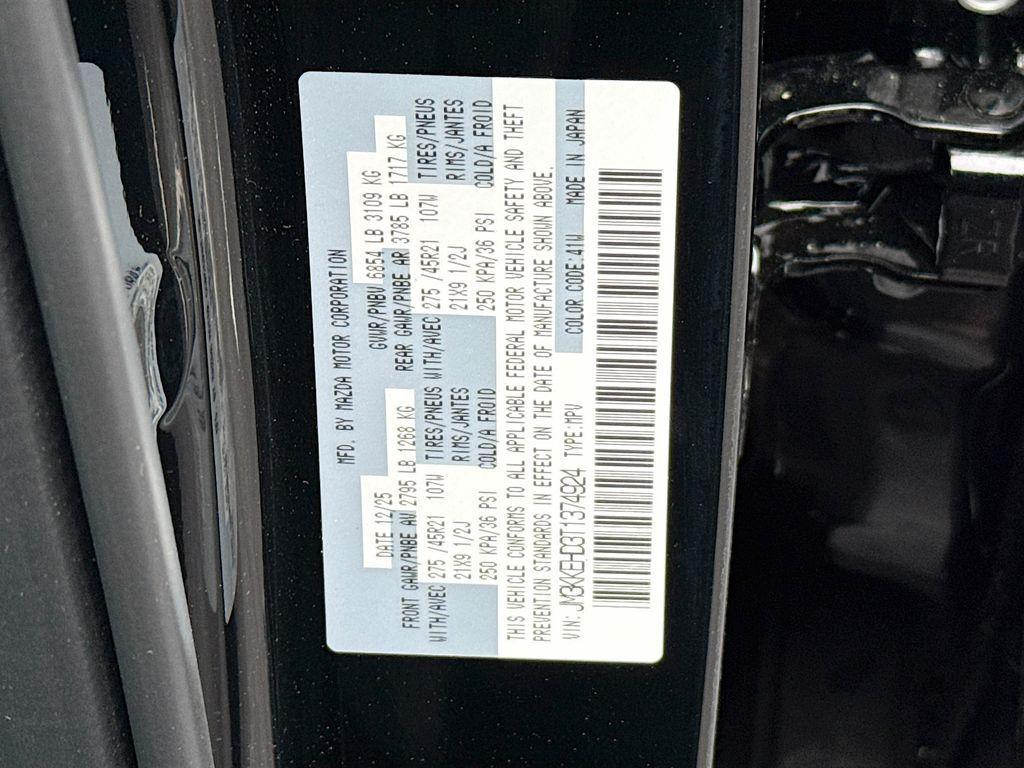 MFD. BY MAZDA MOTOR CORPORATION
DATE 12/25 GVWR/PNBV 6854 LB 3109 KG
FRONT GAWR/PNBE AV 2795 LB 1268 KG REAR GAWR/PNBE AR 3785 LB 1717 KG
WITH/AVEC 275 /45R21 107W TIRES/PNEUS WITH/AVEC 275 /45R21 107W TIRES/PNEUS
21X9 1/2J RIMS/JANTES 21X9 1/2J RIMS/JANTES
250 KPA/36 PSI COLD/A FROID 250 KPA/36 PSI COLD/A FROID
THIS VEHICLE CONFORMS TO ALL APPLICABLE FEDERAL MOTOR VEHICLE SAFETY AND THEFT
PREVENTION STANDARDS IN EFFECT ON THE DATE OF MANUFACTURE SHOWN ABOVE.
VIN: JM3KKEHD3T1374924 TYPE:MPV COLOR CODE:41W MADE IN JAPAN